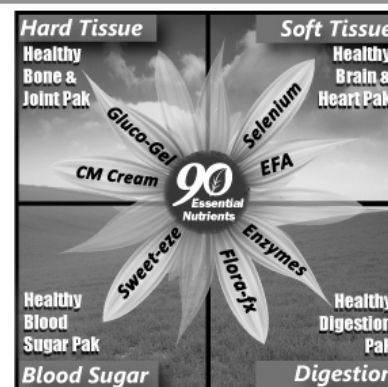 Hard Tissue
Healthy
Bone &
Joint Pak
Soft Tissue
Healthy
Brain &
Heart Pak
Gluco-Gel
CM Cream
Selenium
EFA
90
Essential
Nutrients
Sweet-eze
Flora-fx
Enzymes
Healthy
Blood
Sugar Pak
Blood Sugar
Healthy
Digestion
Pak
Digestion